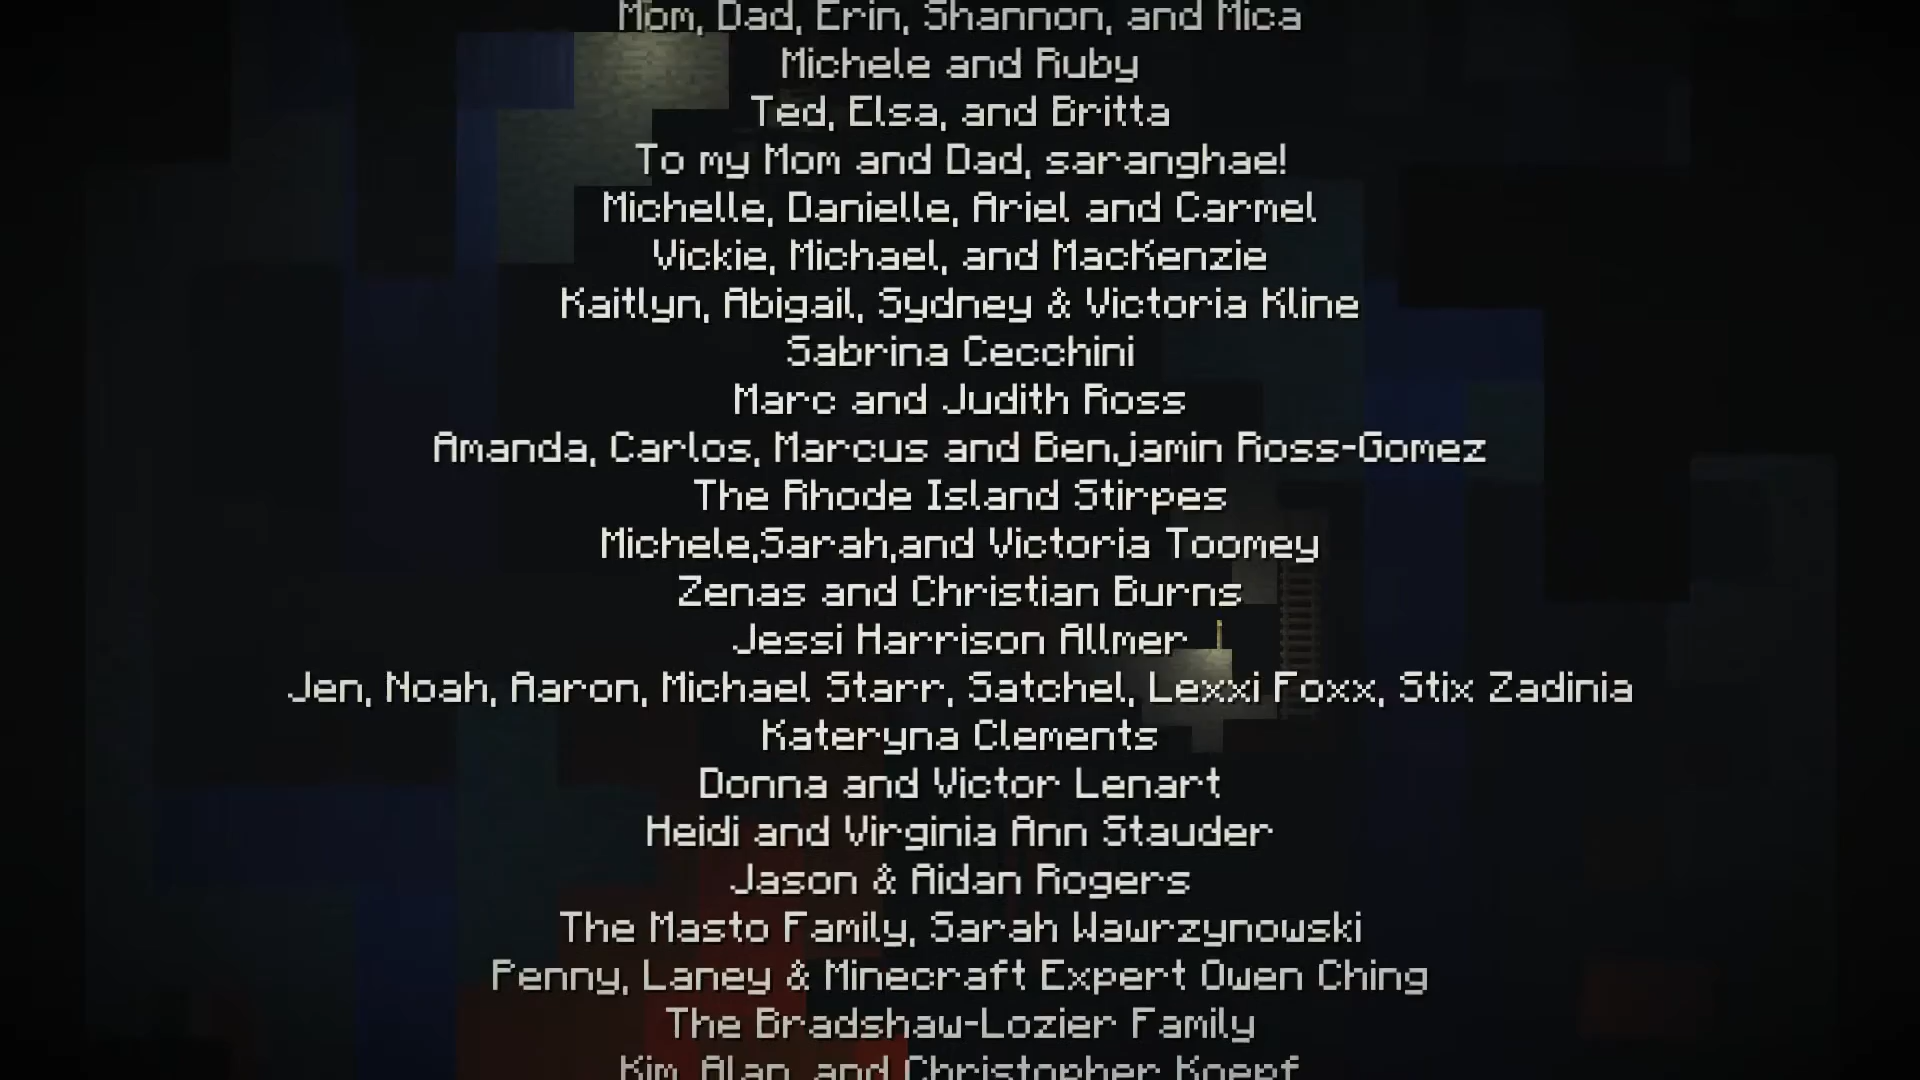 Mom, Dad, Erin, Shannon, and Mica
Michele and Ruby
Ted, Elsa, and Britta
To my Mom and Dad, saranghae!
Michelle, Danielle, Ariel and Carmel
Vickie, Michael, and MacKenzie
Kaitlyn, Abigail, Sydney & Victoria Kline
Sabrina Cecchini
Marc and Judith Ross
Amanda, Carlos, Marcus and Benjamin Ross-Gomez
The Rhode Island Stirpes
Michele,Sarah,and Victoria Toomey
Zenas and Christian Burns
Jessi Harrison Allmer
Jen, Noah, Aaron, Michael Starr, Satchel, Lexxi Foxx, Stix Zadinia
Kateryna Clements
Donna and Victor Lenart
Heidi and Virginia Ann Stauder
Jason & Aidan Rogers
The Masto Family, Sarah Wawrzynowski
Penny, Laney & Minecraft Expert Owen Ching
The Bradshaw-Lozier Family
Kim, Alan, and Christopher Koepf